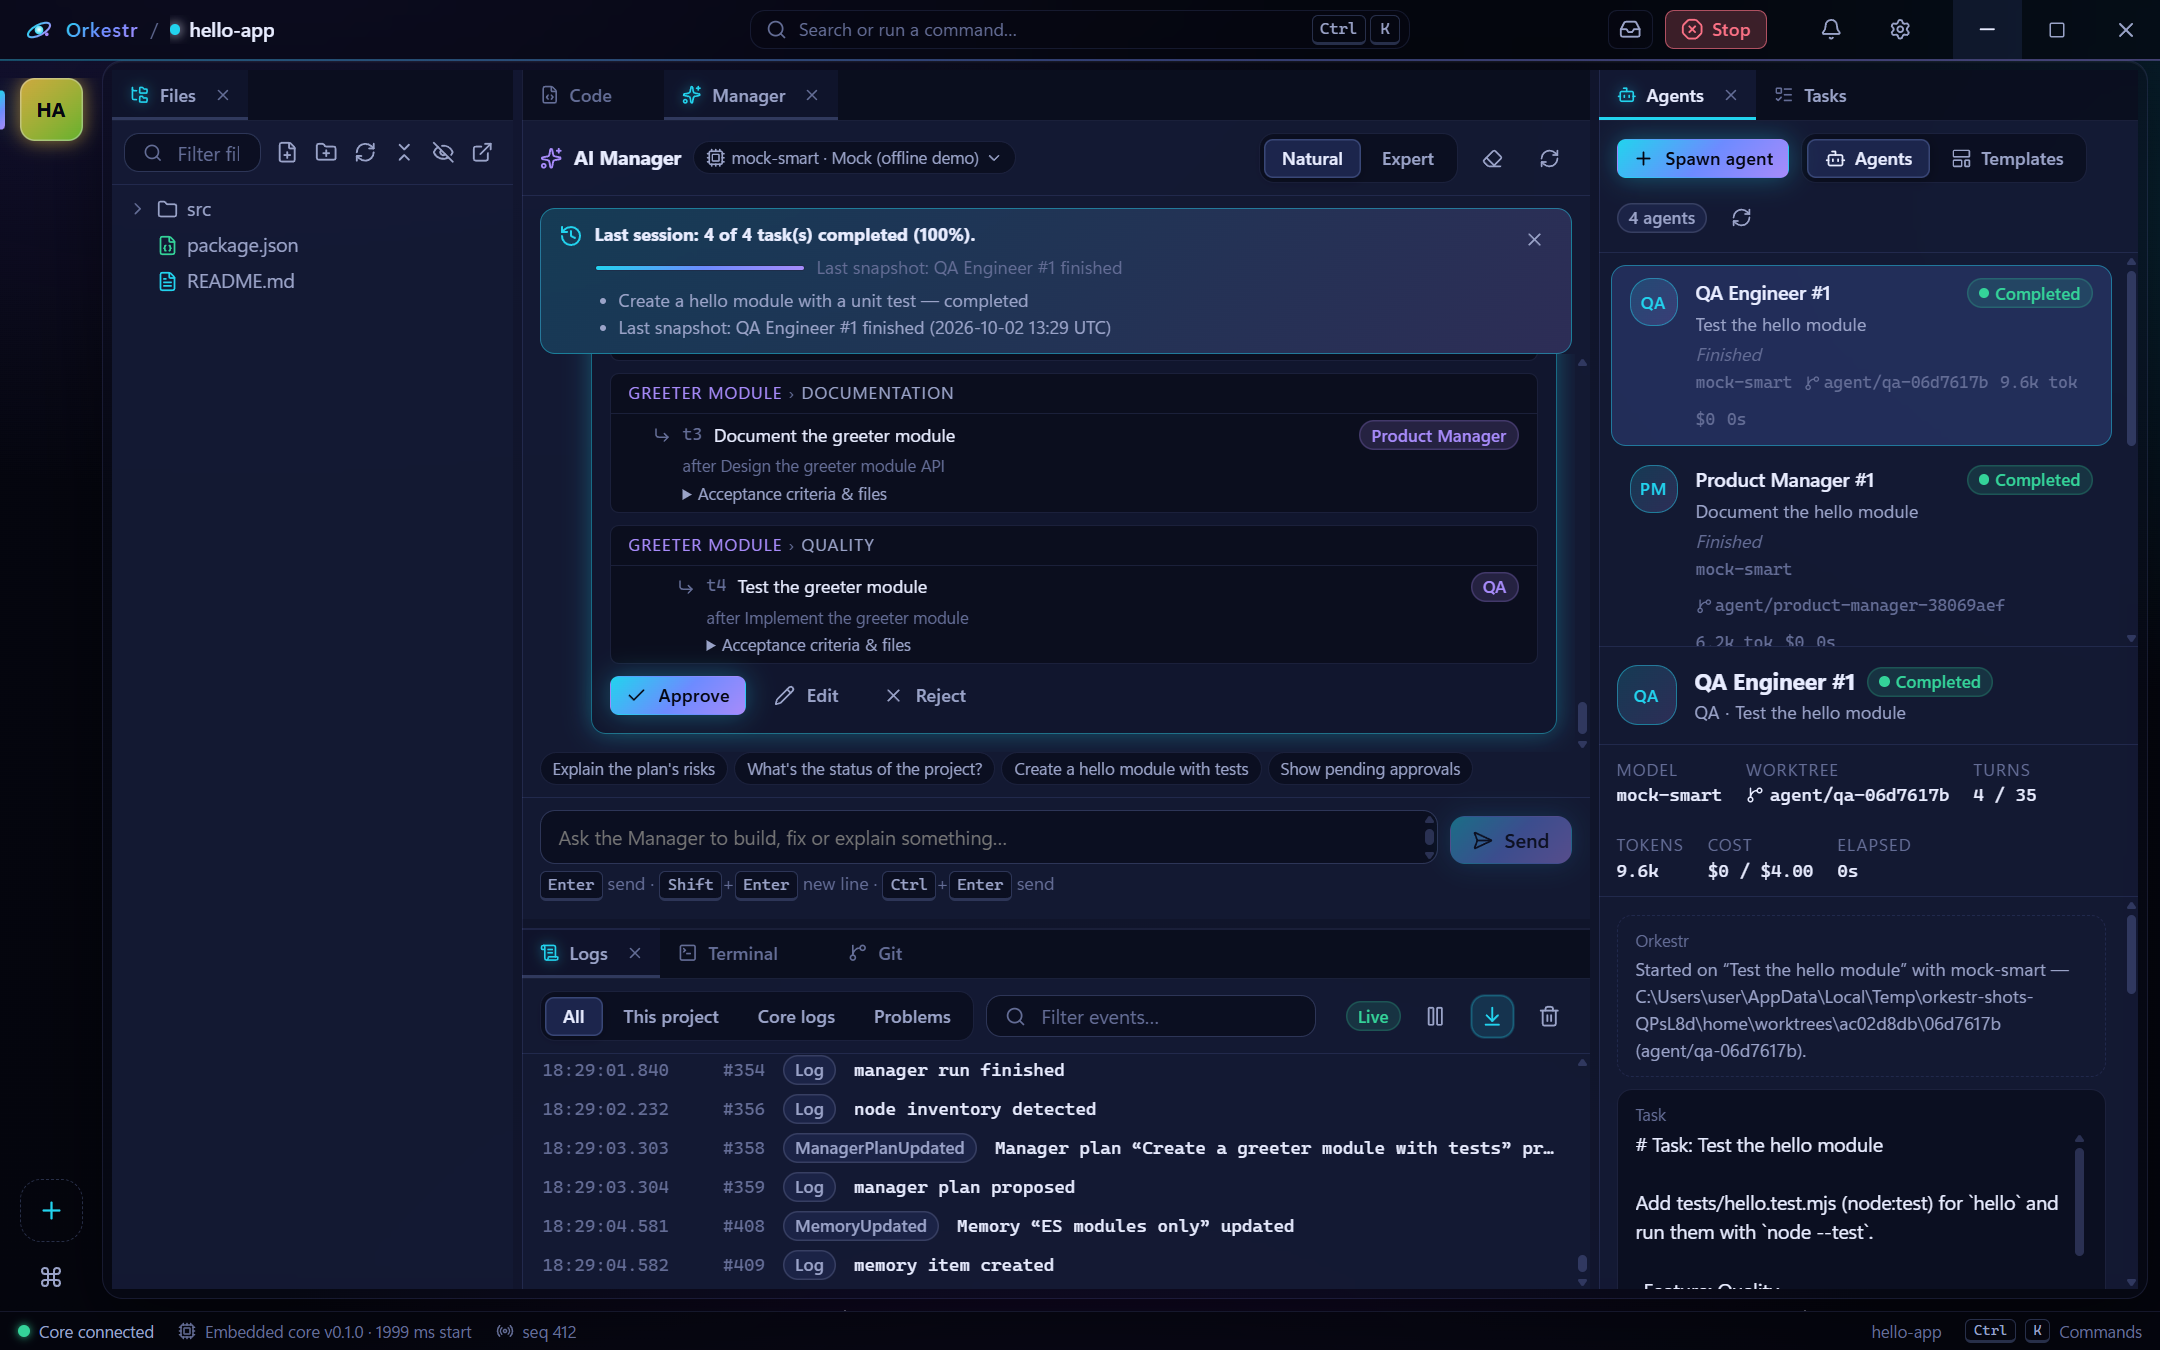 Orkestr / hello-app
Search or run a command...
Ctrl K
Stop
HA
Files
Filter fil
src
package.json
README.md
Code
Manager
AI Manager
mock-smart · Mock (offline demo)
Natural
Expert
Last session: 4 of 4 task(s) completed (100%).
Last snapshot: QA Engineer #1 finished
• Create a hello module with a unit test — completed
• Last snapshot: QA Engineer #1 finished (2026-10-02 13:29 UTC)
GREETER MODULE › DOCUMENTATION
t3 Document the greeter module
Product Manager
after Design the greeter module API
Acceptance criteria & files
GREETER MODULE › QUALITY
t4 Test the greeter module
QA
after Implement the greeter module
Acceptance criteria & files
Approve
Edit
Reject
Explain the plan's risks
What's the status of the project?
Create a hello module with tests
Show pending approvals
Ask the Manager to build, fix or explain something...
Send
Enter send · Shift + Enter new line · Ctrl + Enter send
Logs
Terminal
Git
All
This project
Core logs
Problems
Filter events...
Live
18:29:01.840 #354 Log manager run finished
18:29:02.232 #356 Log node inventory detected
18:29:03.303 #358 ManagerPlanUpdated Manager plan “Create a greeter module with tests” pr…
18:29:03.304 #359 Log manager plan proposed
18:29:04.581 #408 MemoryUpdated Memory “ES modules only” updated
18:29:04.582 #409 Log memory item created
Agents
Tasks
Spawn agent
Agents
Templates
4 agents
QA
QA Engineer #1
Completed
Test the hello module
Finished
mock-smart agent/qa-06d7617b 9.6k tok
$0 0s
PM
Product Manager #1
Completed
Document the hello module
Finished
mock-smart
agent/product-manager-38069aef
6.2k tok $0 0s
QA
QA Engineer #1
Completed
QA · Test the hello module
MODEL WORKTREE TURNS
mock-smart agent/qa-06d7617b 4 / 35
TOKENS COST ELAPSED
9.6k $0 / $4.00 0s
Orkestr
Started on “Test the hello module” with mock-smart —
C:\Users\user\AppData\Local\Temp\orkestr-shots-
QPsL8d\home\worktrees\ac02d8db\06d7617b
(agent/qa-06d7617b).
Task
# Task: Test the hello module
Add tests/hello.test.mjs (node:test) for `hello` and
run them with `node --test`.
Feature: Quality
Core connected
Embedded core v0.1.0 · 1999 ms start
seq 412
hello-app
Ctrl K Commands